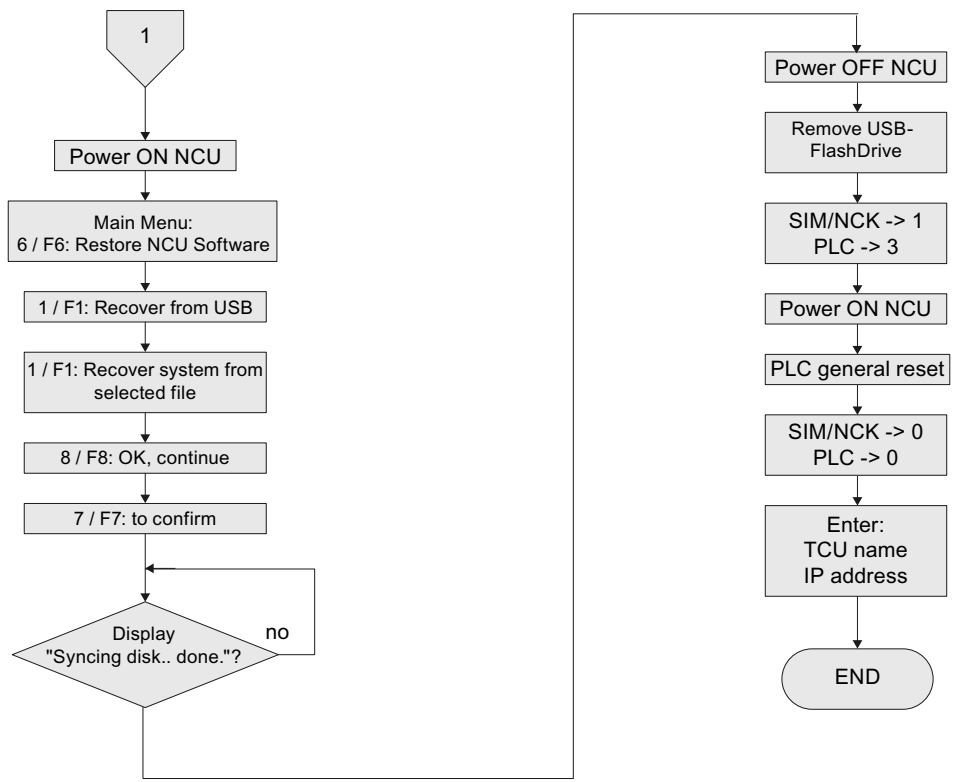 1
Power ON NCU
Main Menu:
6 / F6: Restore NCU Software
1 / F1: Recover from USB
1 / F1: Recover system from
selected file
8 / F8: OK, continue
7 / F7: to confirm
Display
"Syncing disk.. done."?
no
Power OFF NCU
Remove USB-
FlashDrive
SIM/NCK -> 1
PLC -> 3
Power ON NCU
PLC general reset
SIM/NCK -> 0
PLC -> 0
Enter:
TCU name
IP address
END